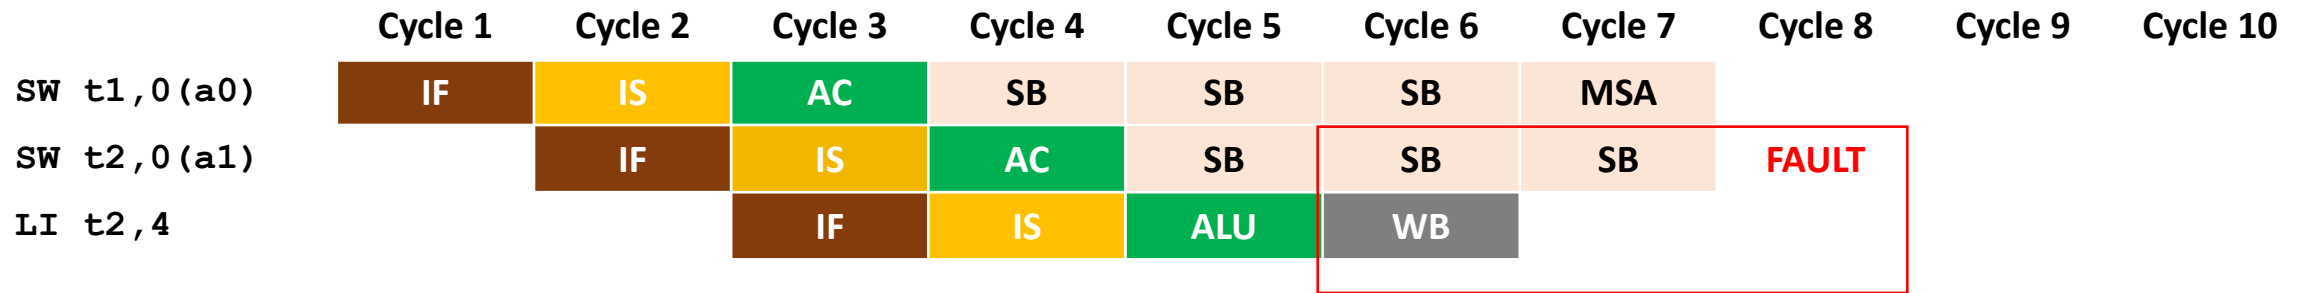 Cycle 1 Cycle 2 Cycle 3 Cycle 4 Cycle 5 Cycle 6 Cycle 7 Cycle 8 Cycle 9 Cycle 10
SW t1,0(a0) IF IS AC SB SB SB MSA
SW t2,0(a1) IF IS AC SB SB SB FAULT
LI t2,4 IF IS ALU WB